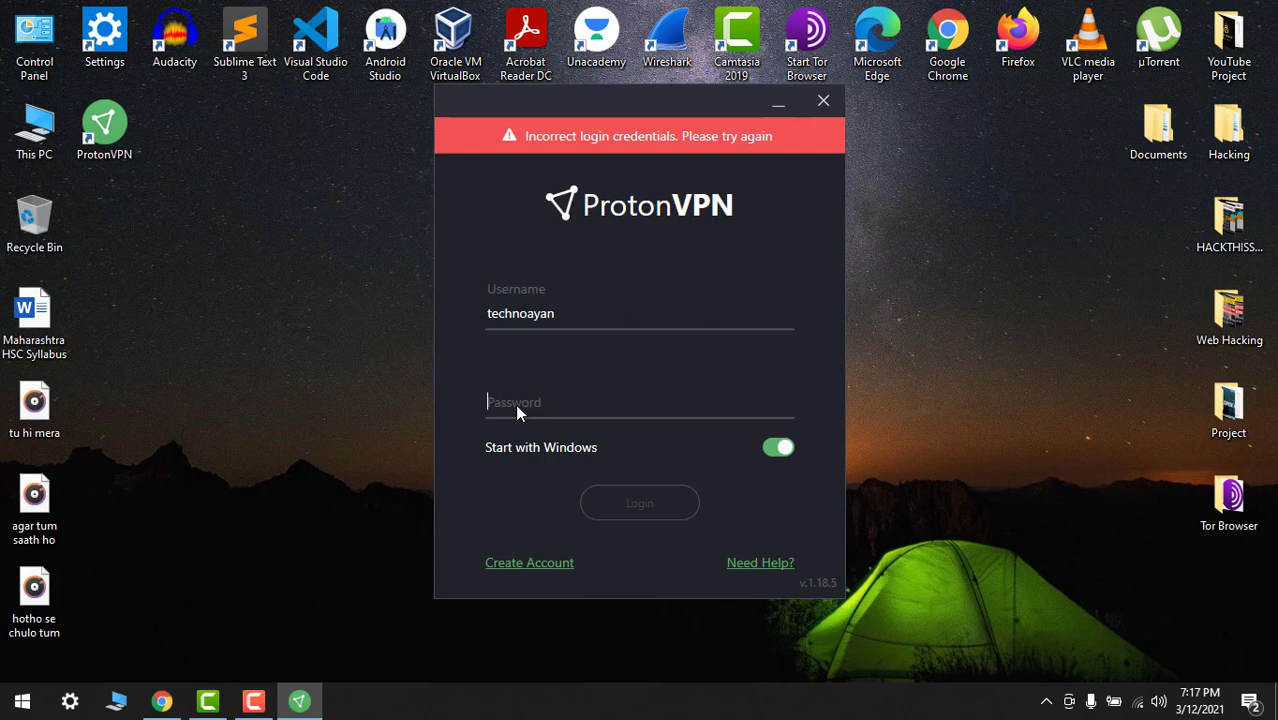 Control
Panel
Settings
Audacity
Sublime Text
3
Visual Studio
Code
Android
Studio
Oracle VM
VirtualBox
Acrobat
Reader DC
Unacademy
Wireshark
Camtasia
2019
Start Tor
Browser
Microsoft
Edge
Google
Chrome
Firefox
VLC media
player
µTorrent
YouTube
Project
This PC
ProtonVPN
Documents
Hacking
Recycle Bin
HACKTHISS...
Maharashtra
HSC Syllabus
Web Hacking
tu hi mera
Project
agar tum
saath ho
Tor Browser
hotho se
chulo tum
Incorrect login credentials. Please try again
ProtonVPN
Username
technoayan
Password
Start with Windows
Login
Create Account
Need Help?
v.1.18.5
7:17 PM
3/12/2021
2